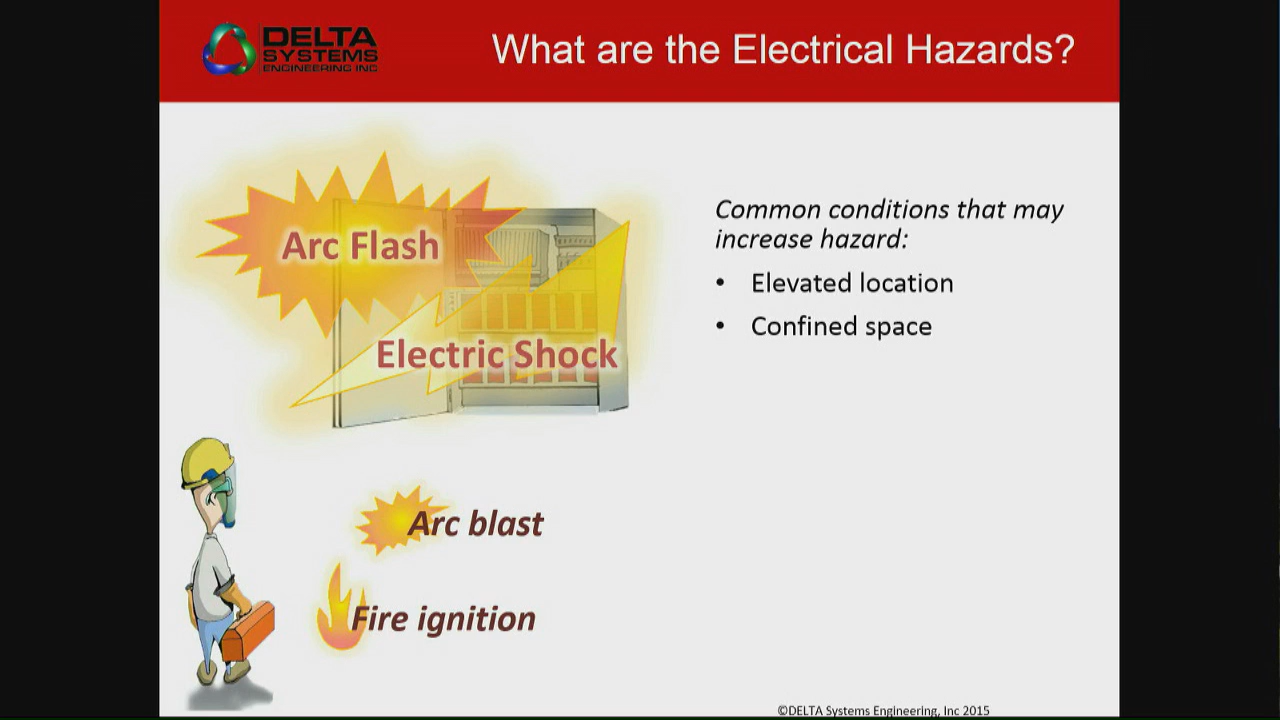 DELTA
SYSTEMS
ENGINEERING INC
What are the Electrical Hazards?
Arc Flash
Electric Shock
Common conditions that may
increase hazard:
• Elevated location
• Confined space
Arc blast
Fire ignition
©DELTA Systems Engineering, Inc 2015